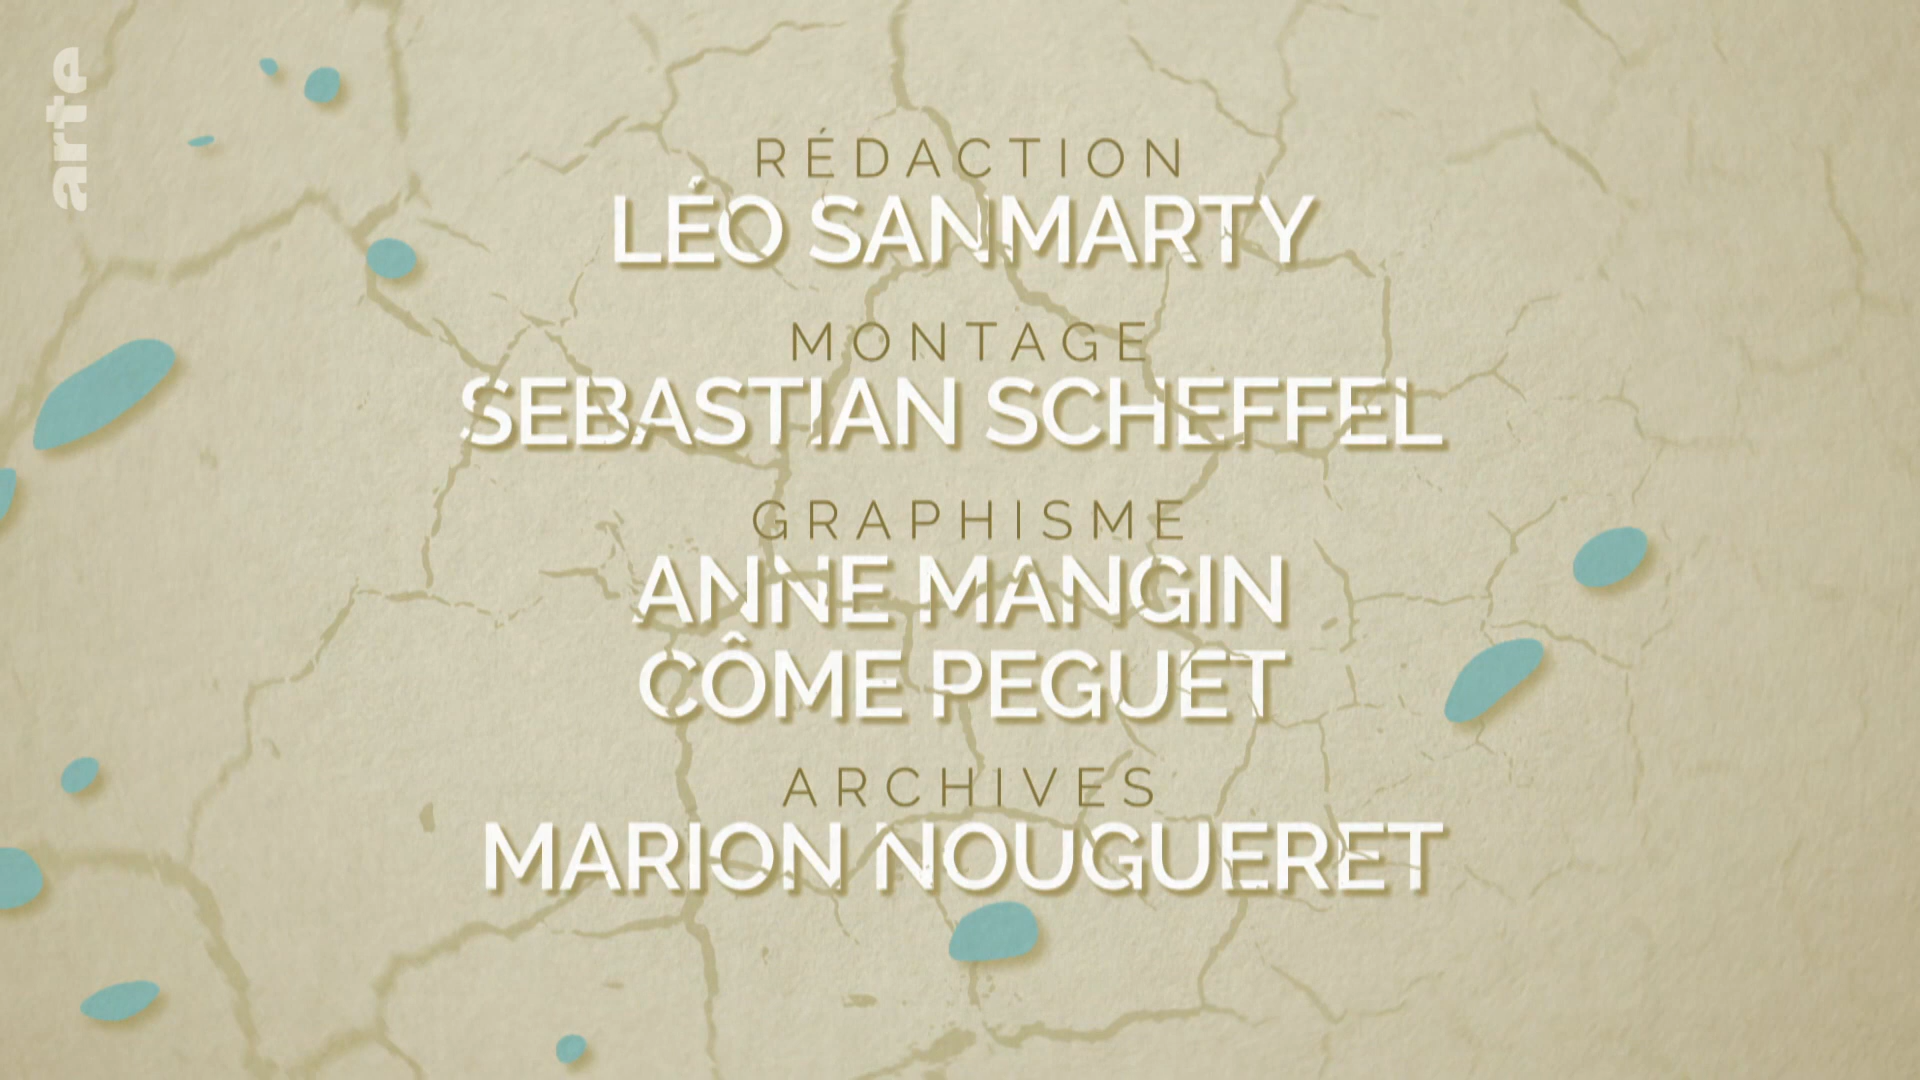 arte
RÉDACTION
LÉO SANMARTY
MONTAGE
SEBASTIAN SCHEFFEL
GRAPHISME
ANNE MANGIN
CÔME PEGUET
ARCHIVES
MARION NOUGUERET